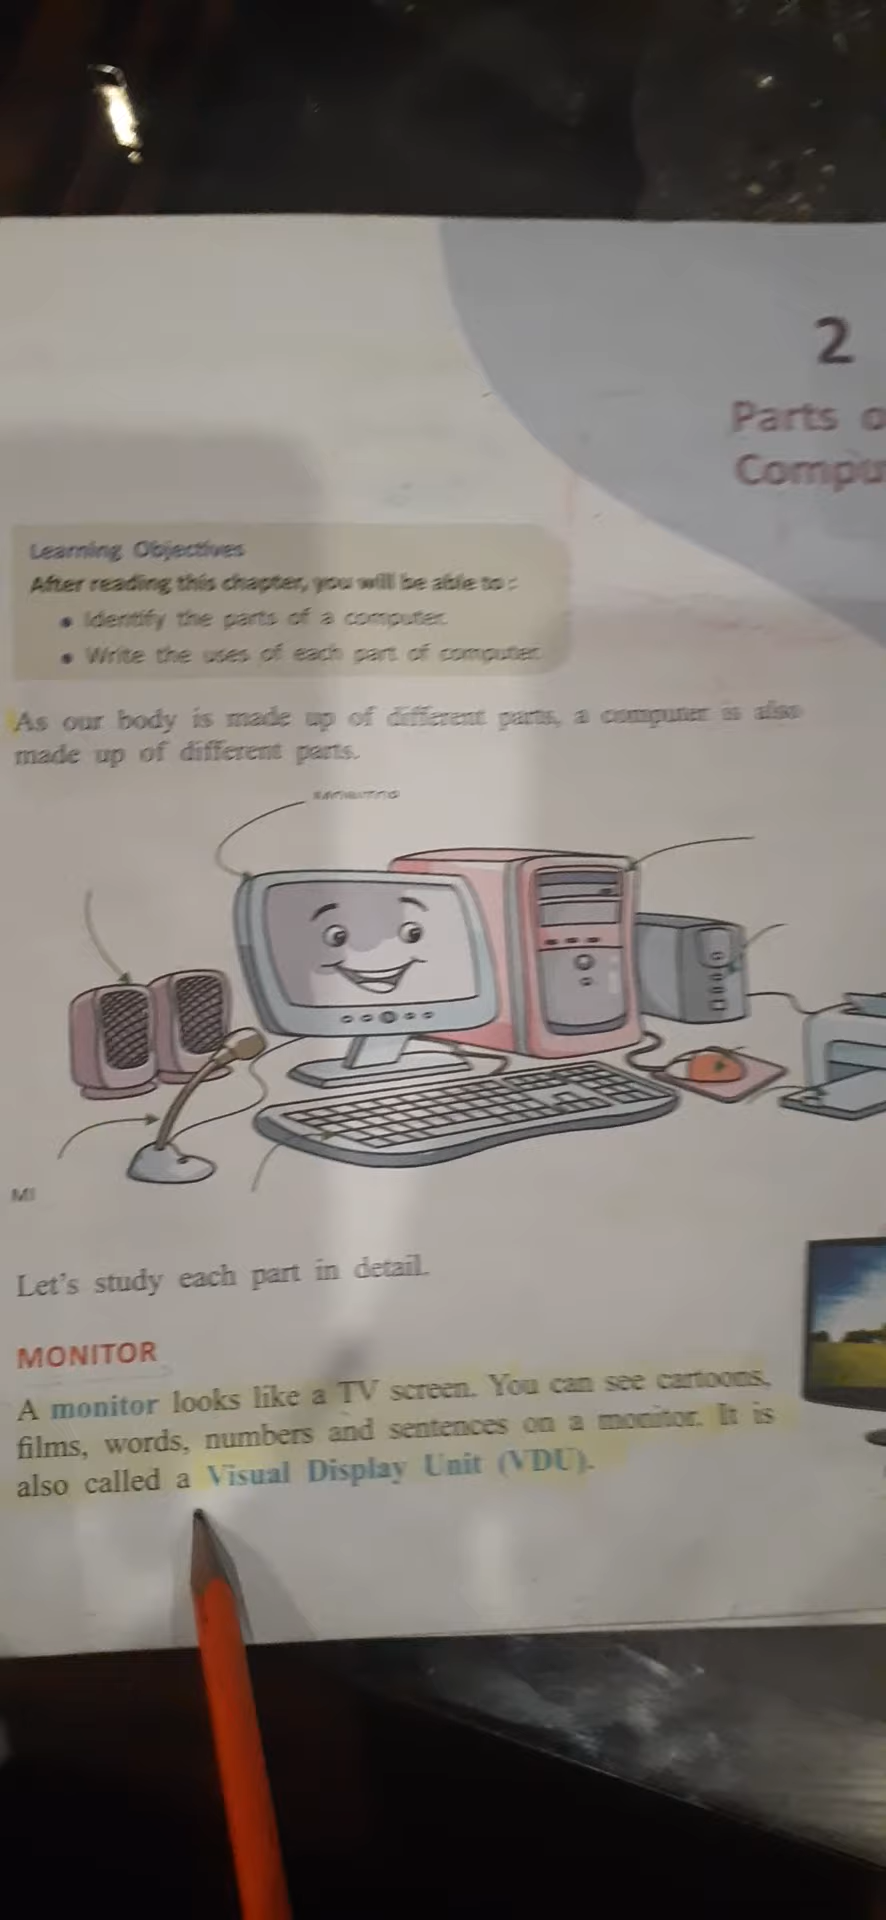 2
Parts o
Compu
Learning Objectives
After reading this chapter, you will be able to :
• Identify the parts of a computer.
• Write the uses of each part of computer.
As our body is made up of different parts, a computer is also
made up of different parts.
MI
Let's study each part in detail.
MONITOR
A monitor looks like a TV screen. You can see cartoons,
films, words, numbers and sentences on a monitor. It is
also called a Visual Display Unit (VDU).